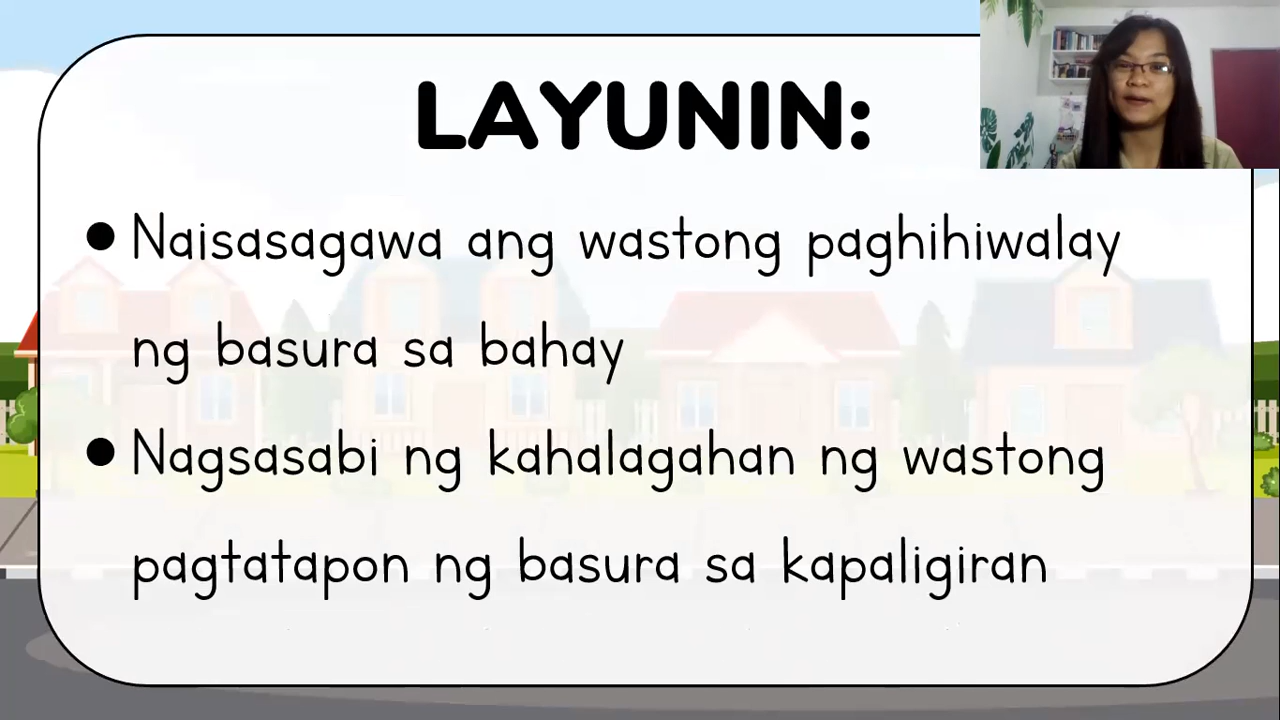 LAYUNIN:
● Naisasagawa ang wastong paghihiwalay
ng basura sa bahay
● Nagsasabi ng kahalagahan ng wastong
pagtatapon ng basura sa kapaligiran